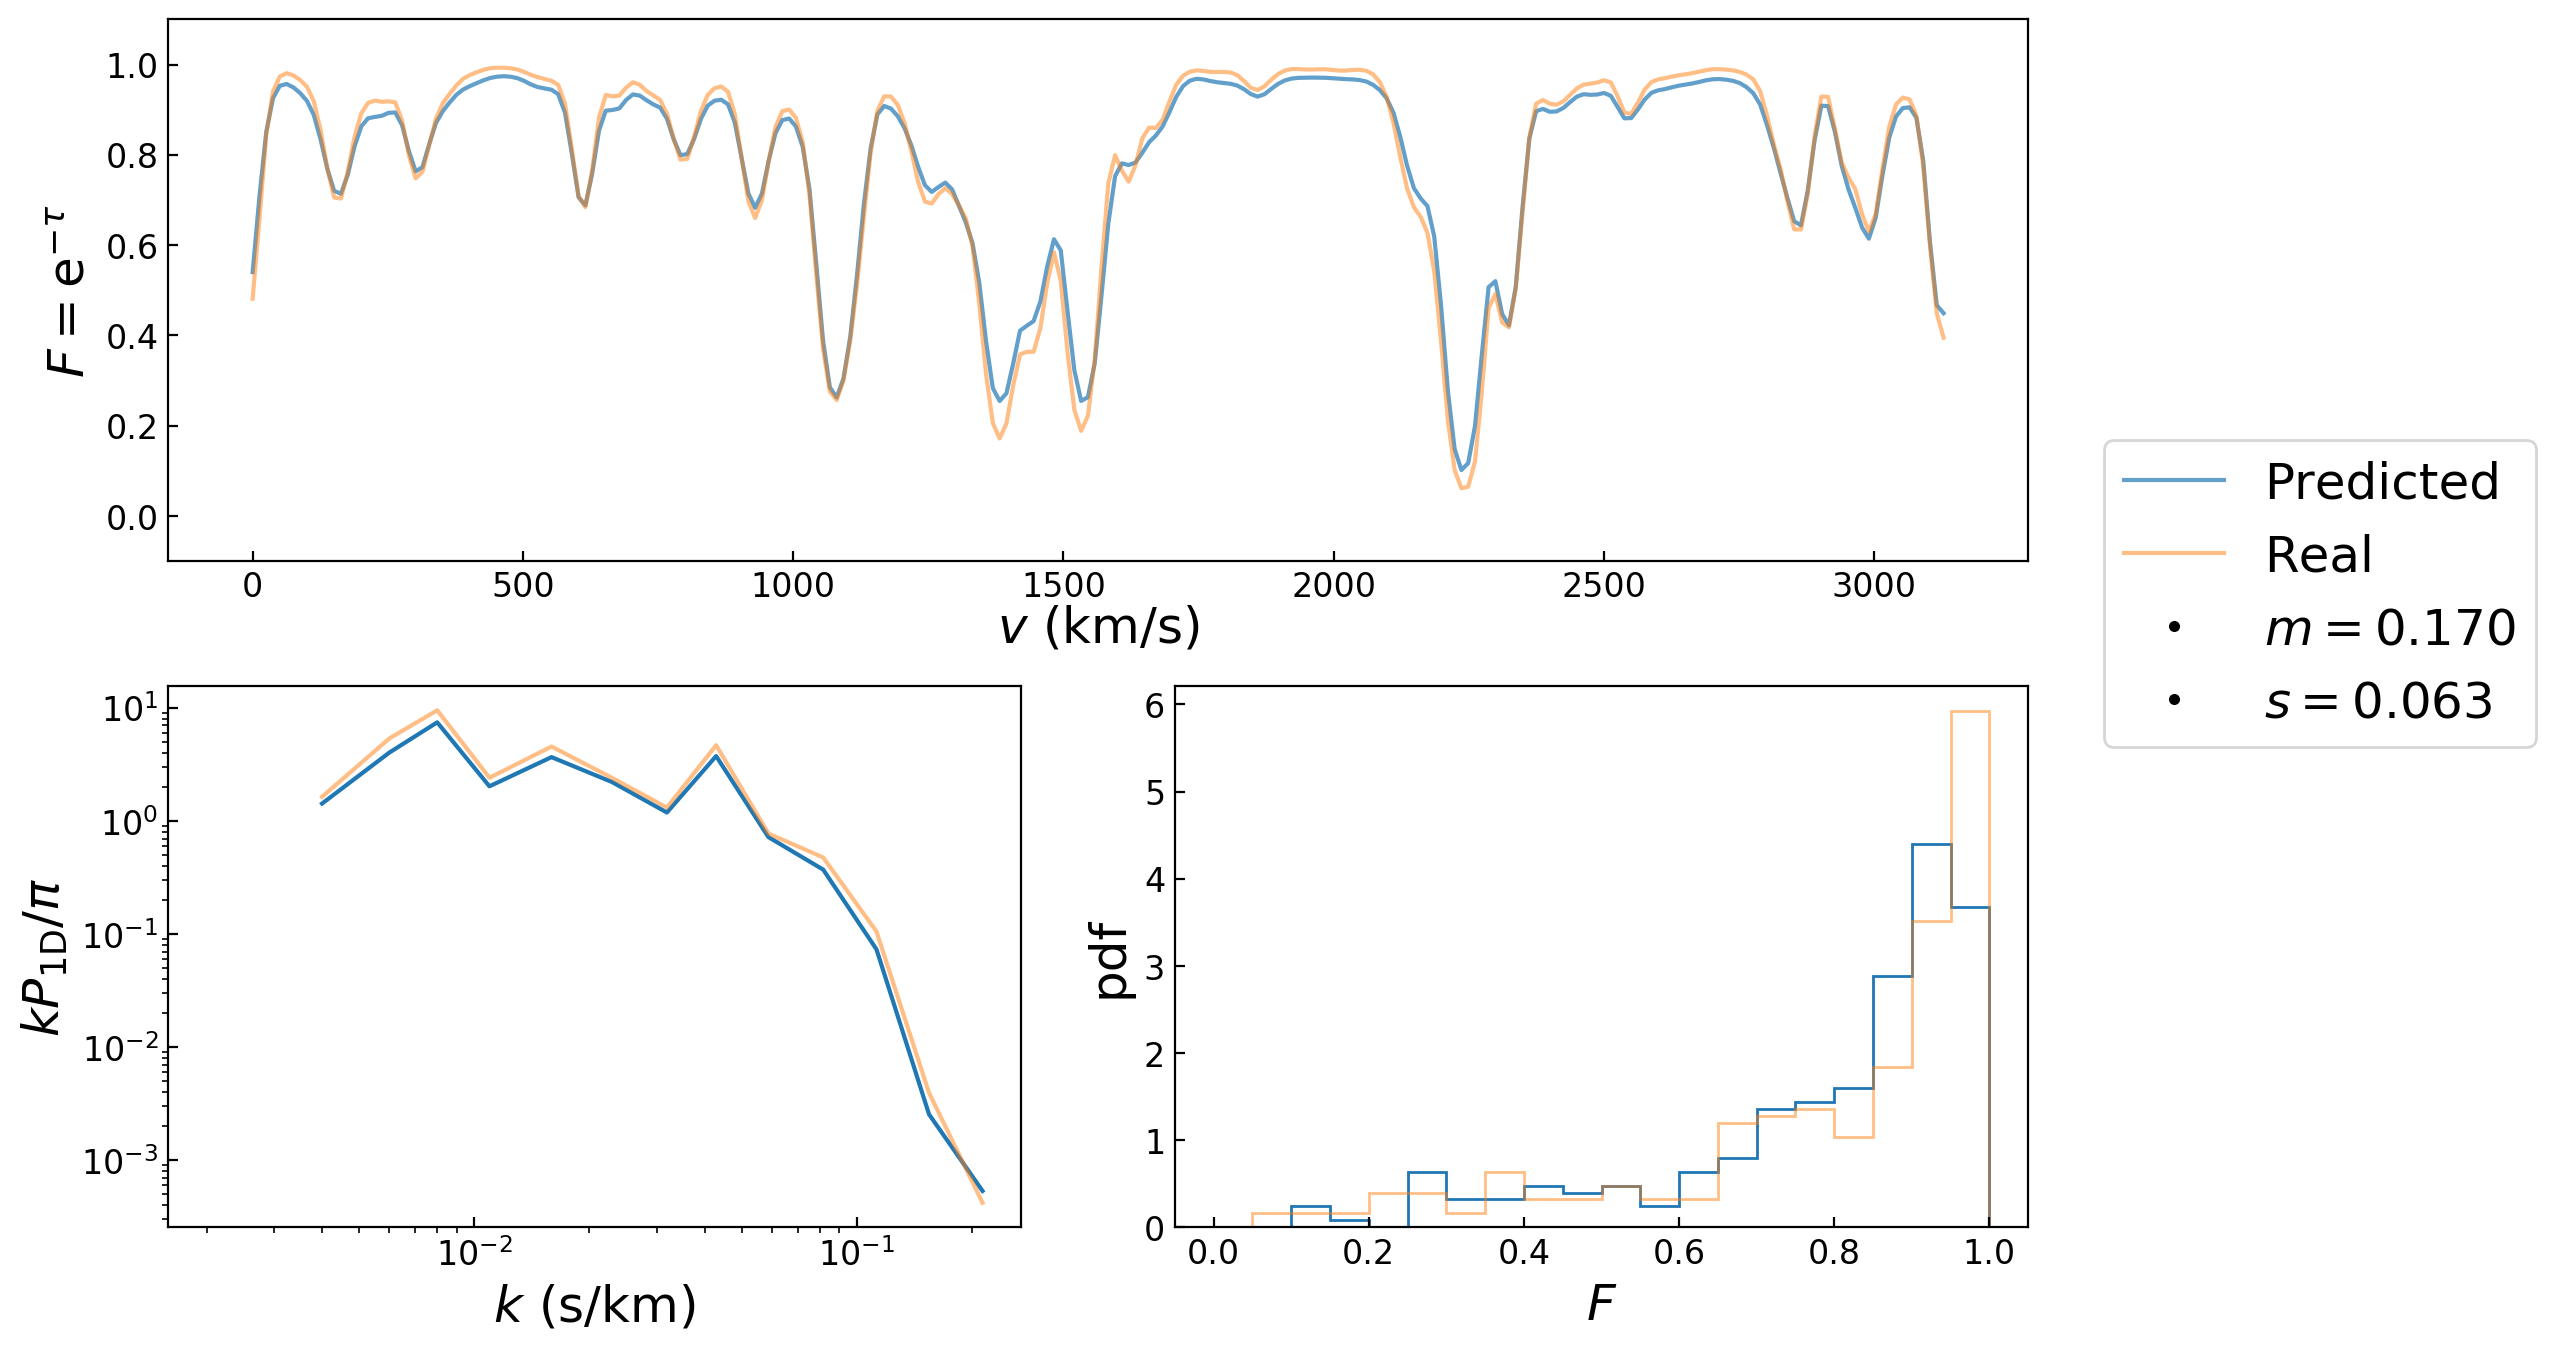 1.0
0.8
0.6
0.4
0.2
0.0
F = e^{−τ}
0 500 1000 1500 2000 2500 3000
v (km/s)
Predicted
Real
m = 0.170
s = 0.063
10^1
10^0
10^{−1}
10^{−2}
10^{−3}
kP_{1D}/π
10^{−2} 10^{−1}
k (s/km)
6
5
4
3
2
1
0
pdf
0.0 0.2 0.4 0.6 0.8 1.0
F